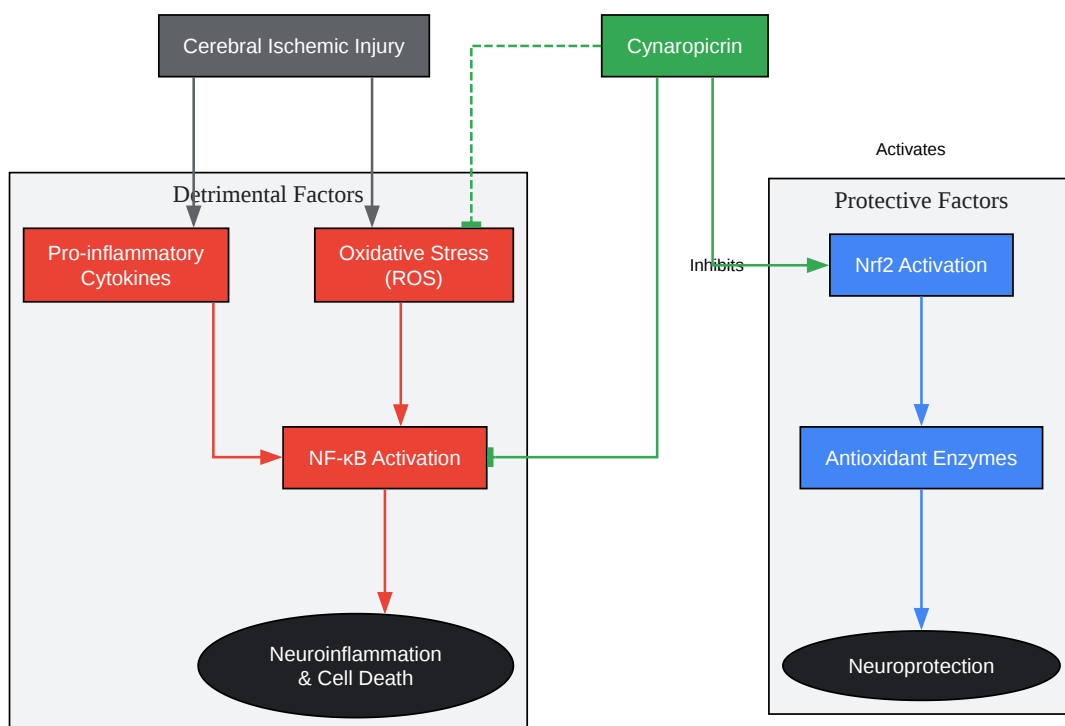 Cerebral Ischemic Injury
Cynaropicrin
Activates
Detrimental Factors
Protective Factors
Pro-inflammatory
Cytokines
Oxidative Stress
(ROS)
Inhibits
Nrf2 Activation
NF-κB Activation
Antioxidant Enzymes
Neuroinflammation
& Cell Death
Neuroprotection